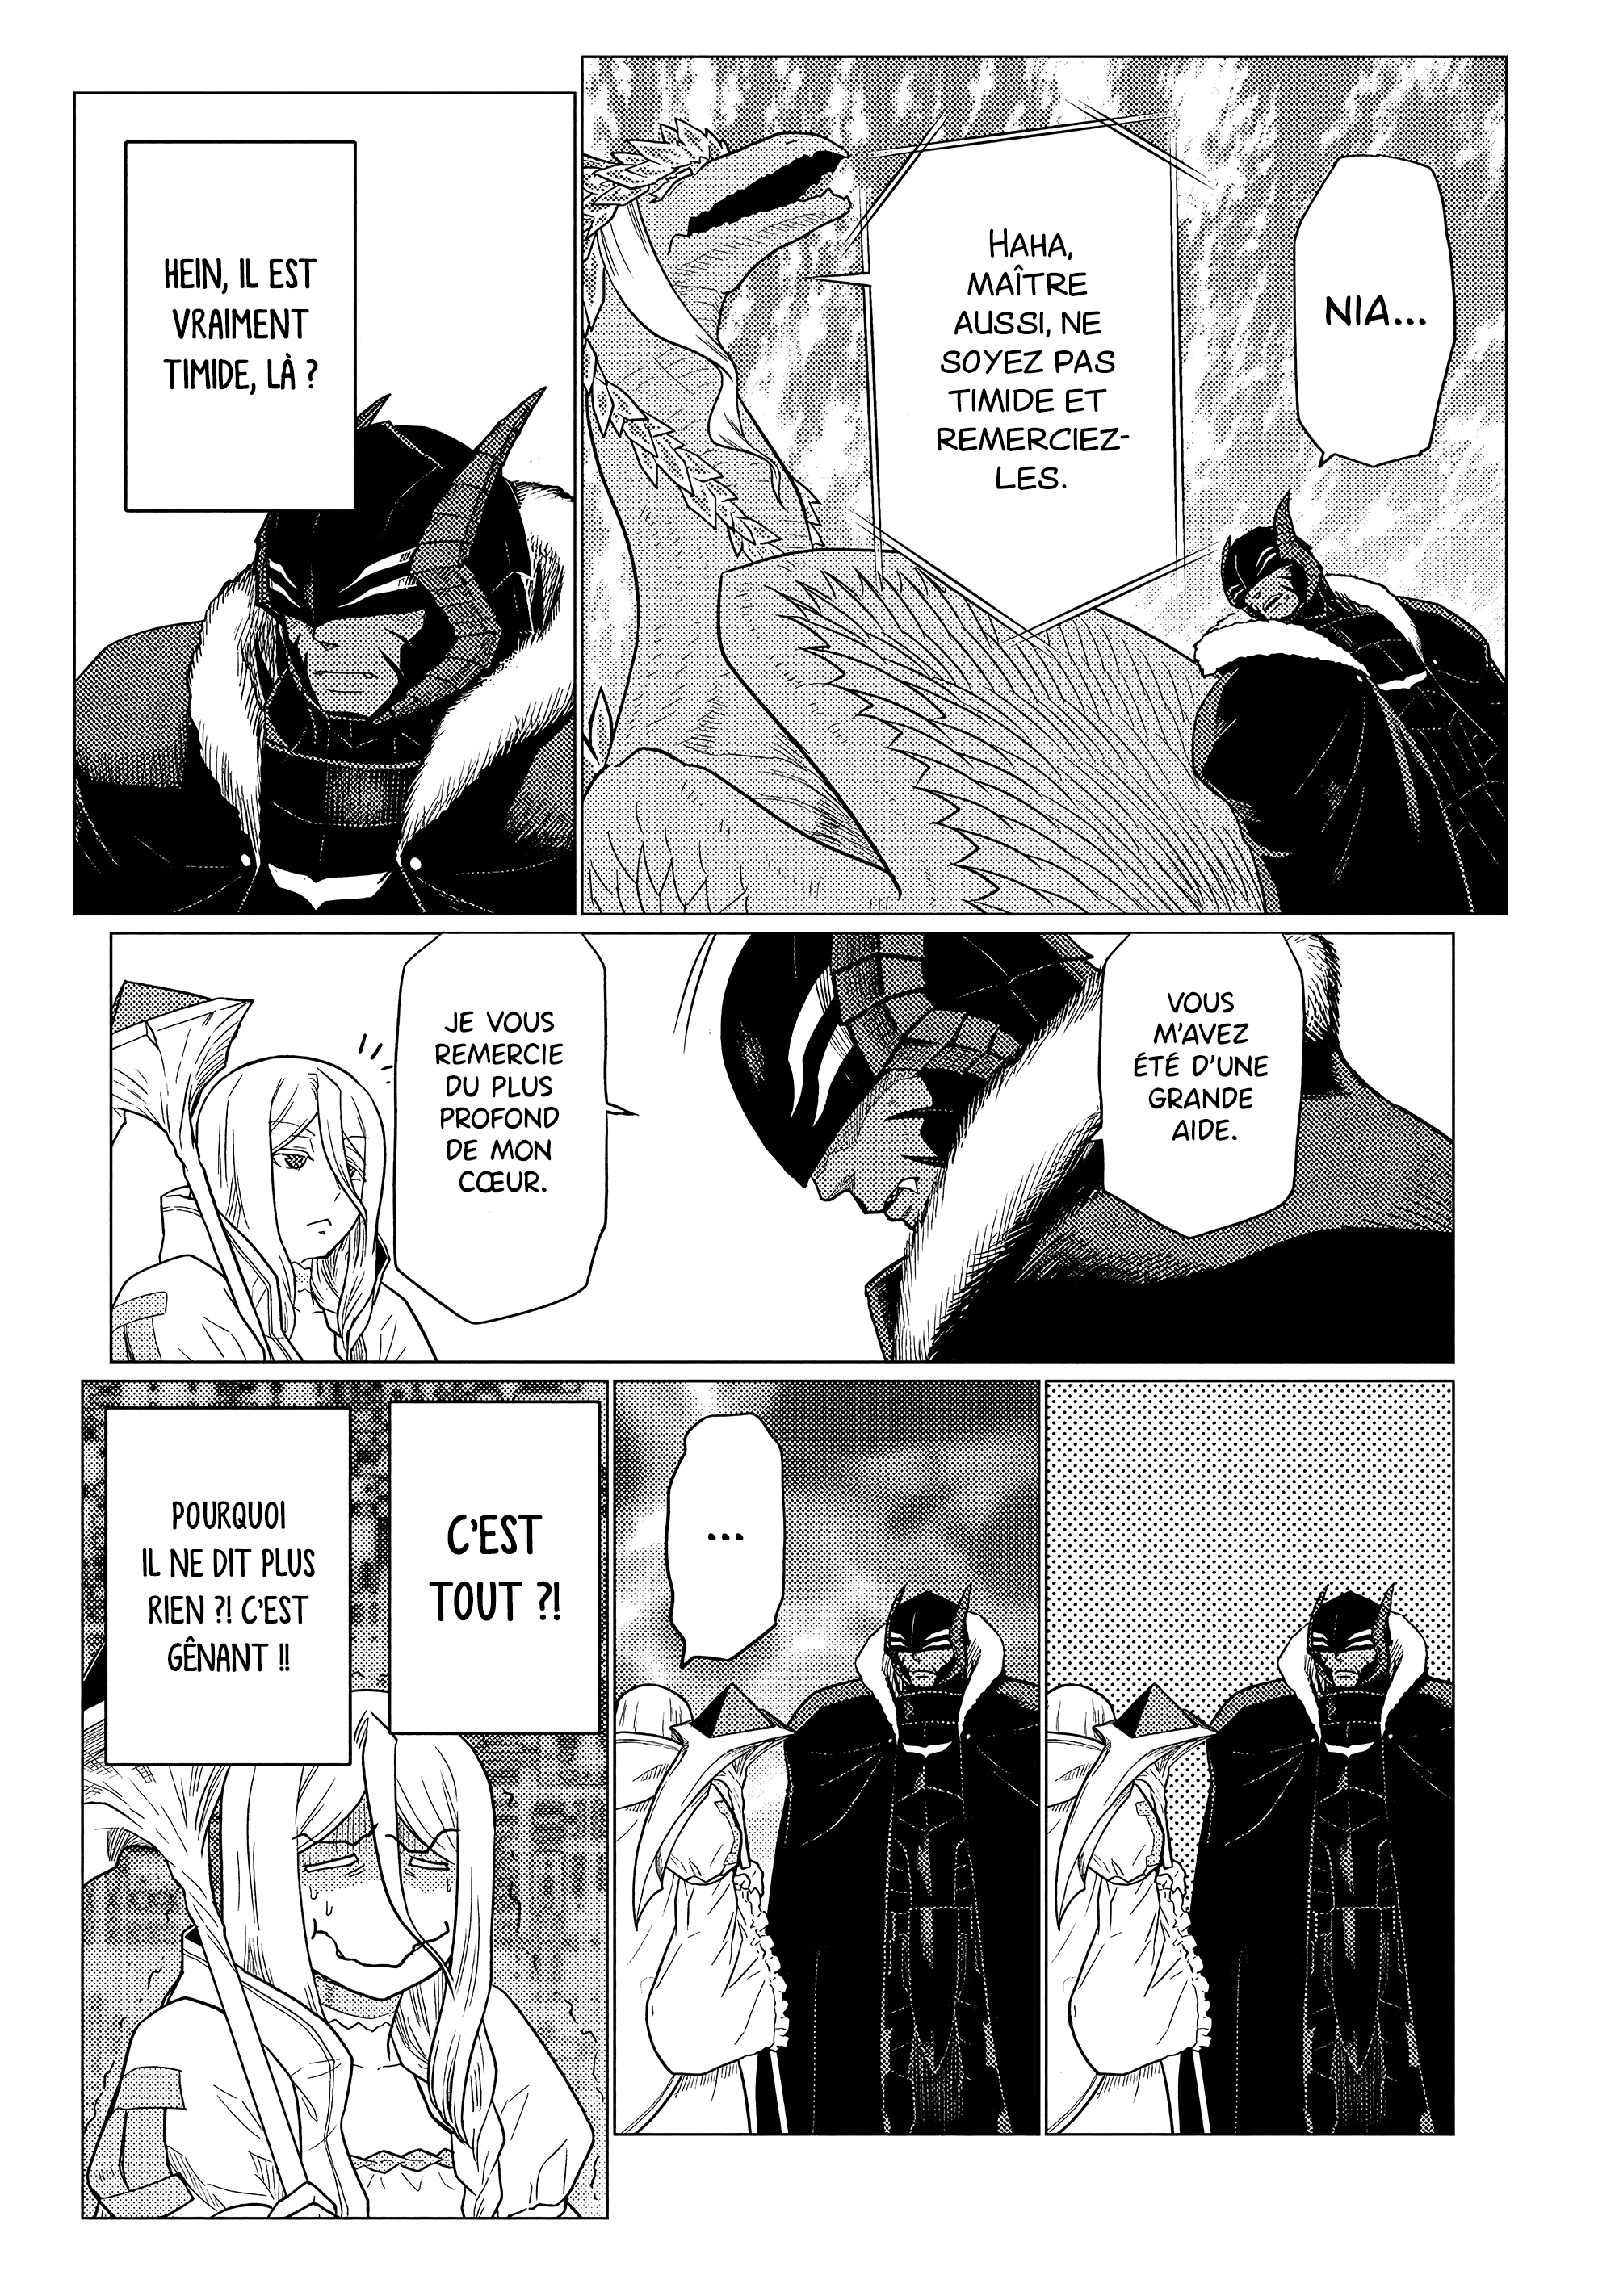 NIA...
HAHA,
MAÎTRE
AUSSI, NE
SOYEZ PAS
TIMIDE ET
REMERCIEZ-
LES.
HEIN, IL EST
VRAIMENT
TIMIDE, LÀ ?
VOUS
M'AVEZ
ÉTÉ D'UNE
GRANDE
AIDE.
JE VOUS
REMERCIE
DU PLUS
PROFOND
DE MON
CŒUR.
...
C'EST
TOUT ?!
POURQUOI
IL NE DIT PLUS
RIEN ?! C'EST
GÊNANT !!